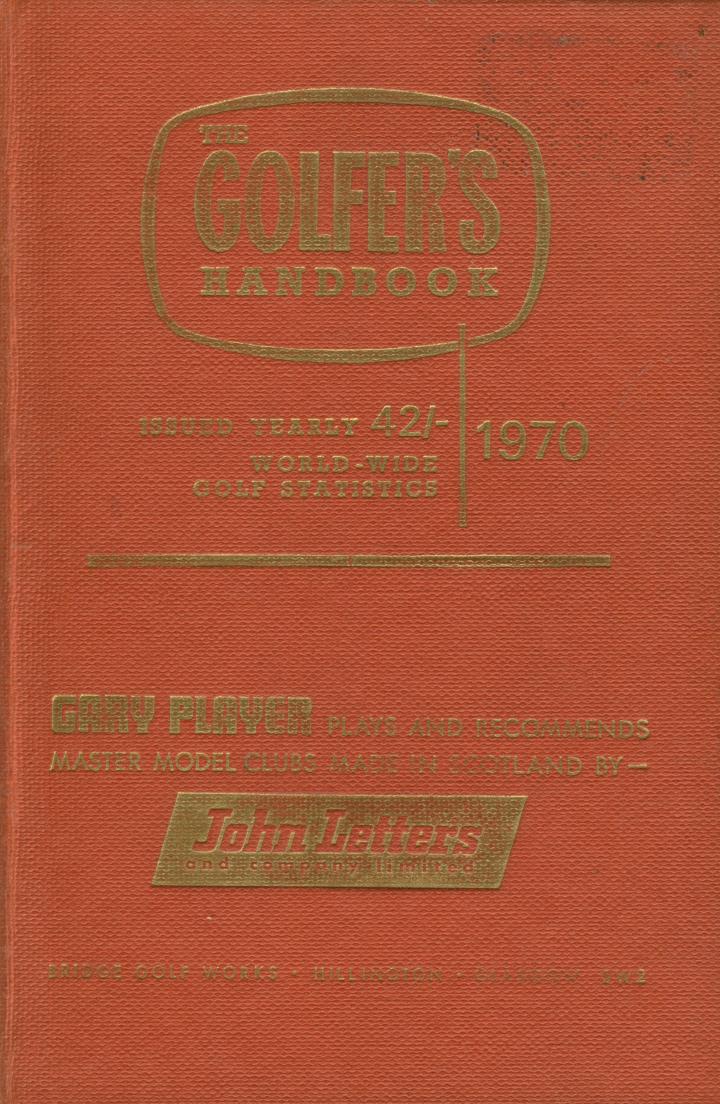 THE
GOLFER'S
HANDBOOK
ISSUED YEARLY 42/-
WORLD-WIDE
GOLF STATISTICS
1970
GARY PLAYER PLAYS AND RECOMMENDS
MASTER MODEL CLUBS MADE IN SCOTLAND BY—
John Letters
and company limited
BRIDGE GOLF WORKS · HILLINGTON · GLASGOW SW2